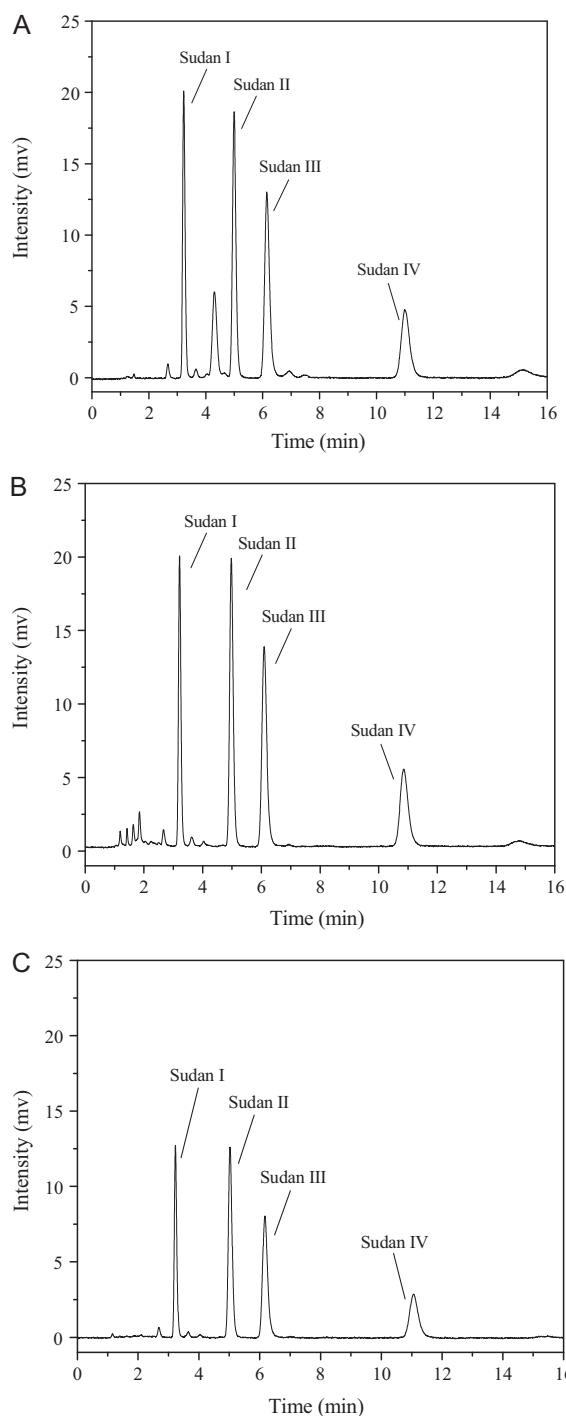 A
25
20
15
10
5
0
Intensity (mv)
Sudan I
Sudan II
Sudan III
Sudan IV
0 2 4 6 8 10 12 14 16
Time (min)
B
25
20
15
10
5
0
Intensity (mv)
Sudan I
Sudan II
Sudan III
Sudan IV
0 2 4 6 8 10 12 14 16
Time (min)
C
25
20
15
10
5
0
Intensity (mv)
Sudan I
Sudan II
Sudan III
Sudan IV
0 2 4 6 8 10 12 14 16
Time (min)